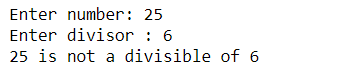 Enter number: 25
Enter divisor : 6
25 is not a divisible of 6